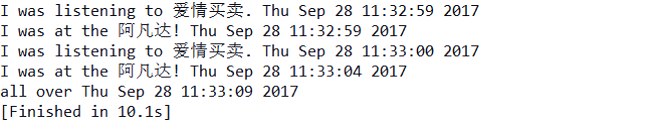 I was listening to 爱情买卖. Thu Sep 28 11:32:59 2017
I was at the 阿凡达! Thu Sep 28 11:32:59 2017
I was listening to 爱情买卖. Thu Sep 28 11:33:00 2017
I was at the 阿凡达! Thu Sep 28 11:33:04 2017
all over Thu Sep 28 11:33:09 2017
[Finished in 10.1s]